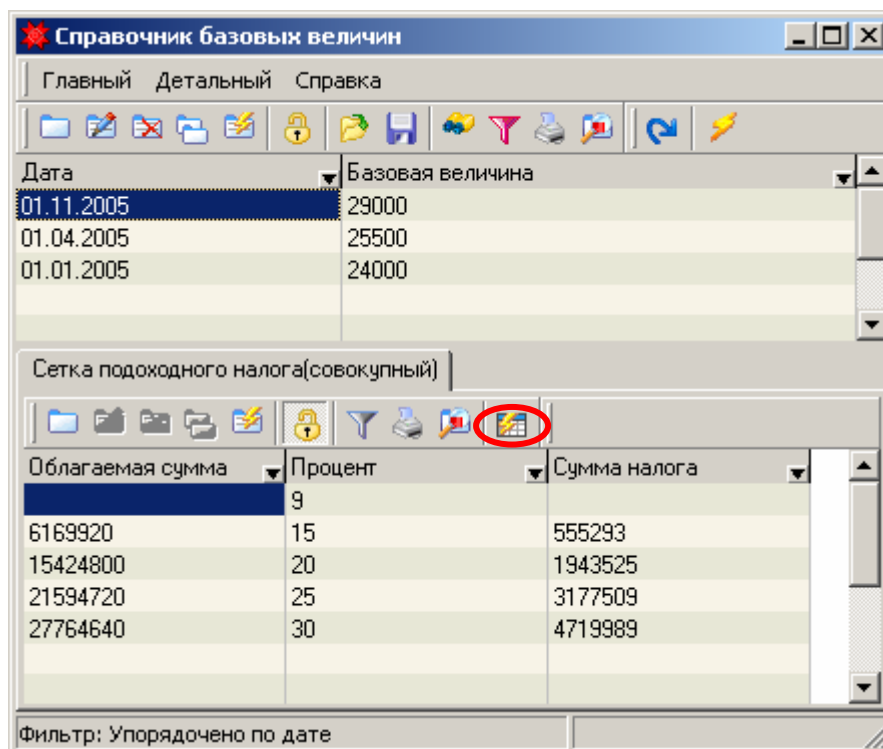 Справочник базовых величин
Главный Детальный Справка
Дата Базовая величина
01.11.2005 29000
01.04.2005 25500
01.01.2005 24000
Сетка подоходного налога(совокупный)
Облагаемая сумма Процент Сумма налога
9
6169920 15 555293
15424800 20 1943525
21594720 25 3177509
27764640 30 4719989
Фильтр: Упорядочено по дате